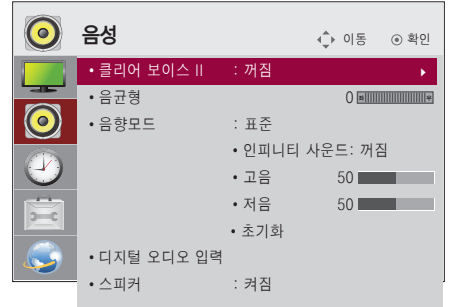 음성 이동 확인
• 클리어 보이스 II : 꺼짐
• 음균형 0
• 음향모드 : 표준
• 인피니티 사운드: 꺼짐
• 고음 50
• 저음 50
• 초기화
• 디지털 오디오 입력
• 스피커 : 켜짐